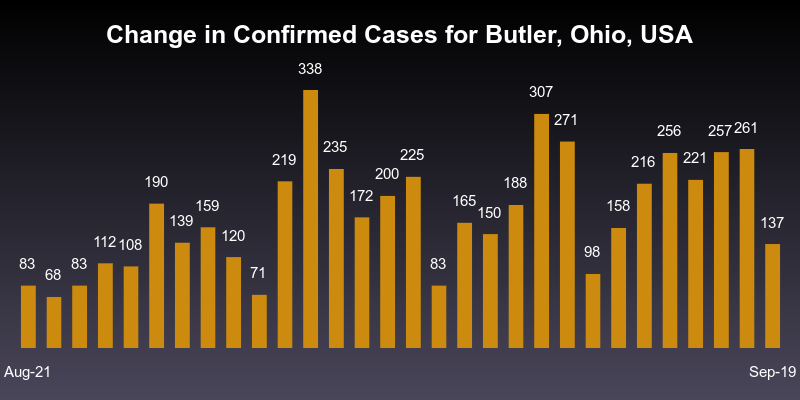 Change in Confirmed Cases for Butler, Ohio, USA
83 68 83 112 108 190 139 159 120 71 219 338 235 172 200 225 83 165 150 188 307 271 98 158 216 256 221 257 261 137
Aug-21 Sep-19